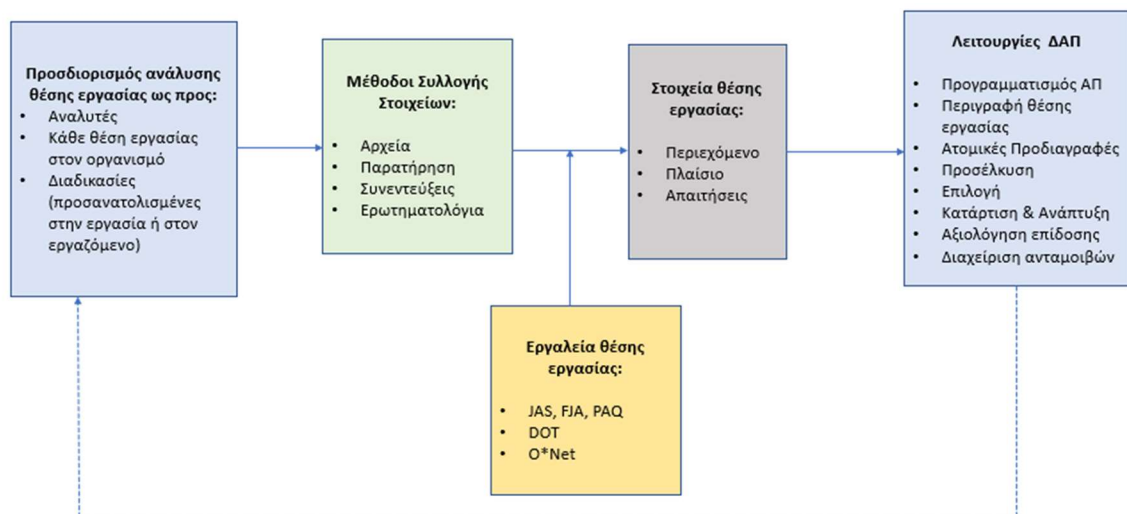 Προσδιορισμός ανάλυσης
θέσης εργασίας ως προς:
• Αναλυτές
• Κάθε θέση εργασίας
στον οργανισμό
• Διαδικασίες
(προσανατολισμένες
στην εργασία ή στον
εργαζόμενο)
Μέθοδοι Συλλογής
Στοιχείων:
• Αρχεία
• Παρατήρηση
• Συνεντεύξεις
• Ερωτηματολόγια
Στοιχεία θέσης
εργασίας:
• Περιεχόμενο
• Πλαίσιο
• Απαιτήσεις
Λειτουργίες ΔΑΠ
• Προγραμματισμός ΑΠ
• Περιγραφή θέσης
εργασίας
• Ατομικές Προδιαγραφές
• Προσέλκυση
• Επιλογή
• Κατάρτιση & Ανάπτυξη
• Αξιολόγηση επίδοσης
• Διαχείριση ανταμοιβών
Εργαλεία θέσης
εργασίας:
• JAS, FJA, PAQ
• DOT
• O*Net